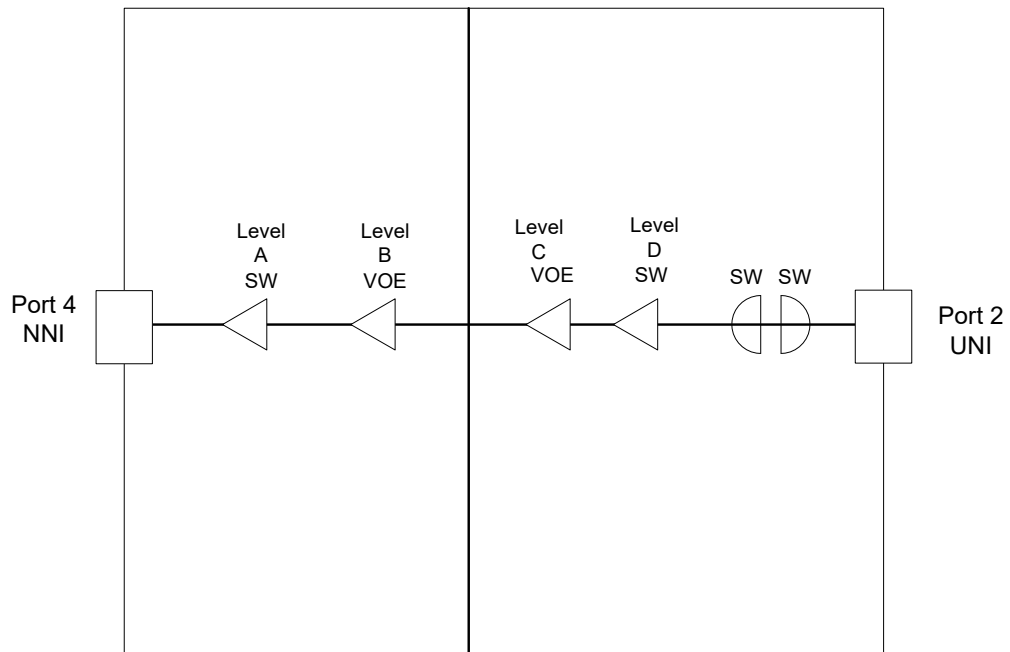 Port 4
NNI
Level
A
SW
Level
B
VOE
Level
C
VOE
Level
D
SW
SW
SW
Port 2
UNI